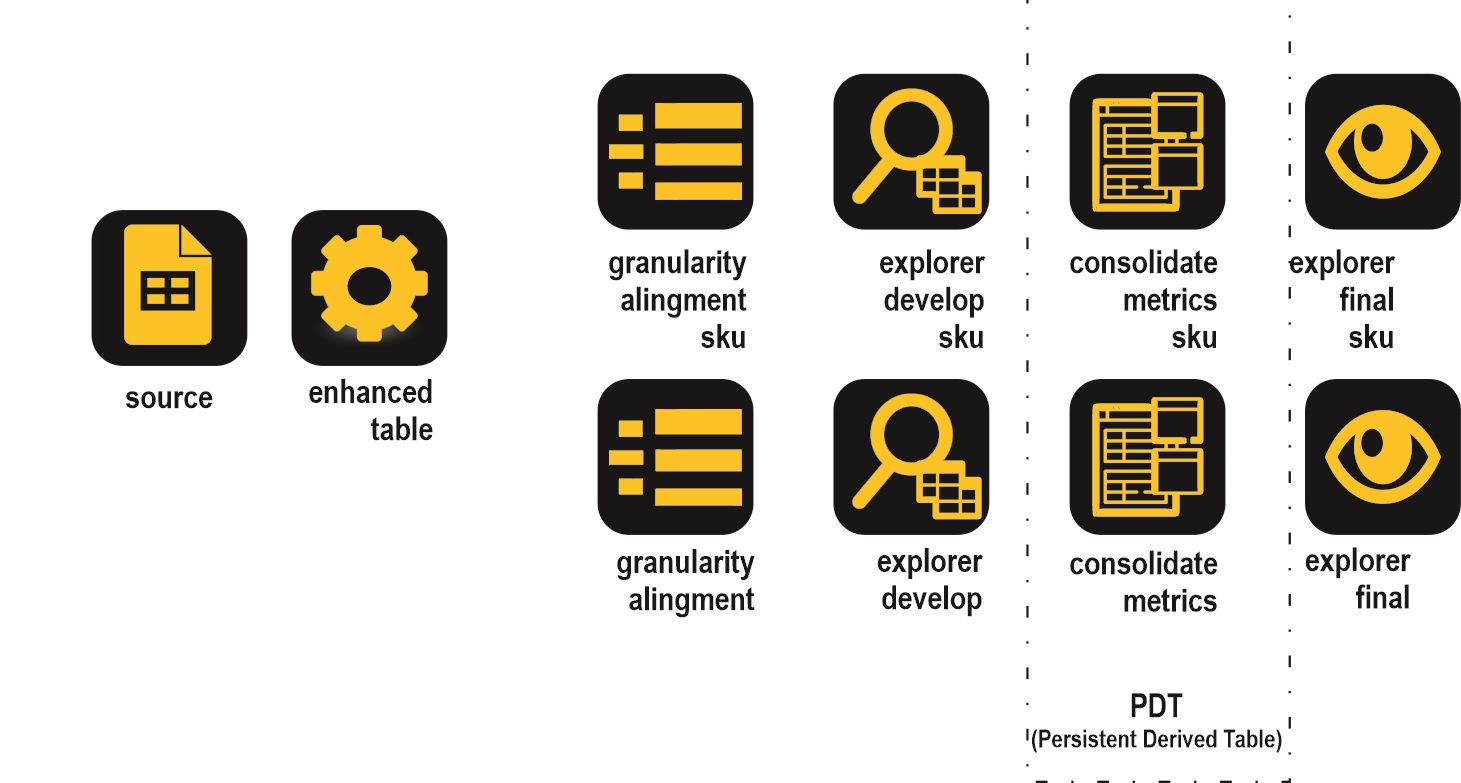 granularity
alingment
sku
explorer
develop
sku
consolidate
metrics
sku
explorer
final
sku
source
enhanced
table
granularity
alingment
explorer
develop
consolidate
metrics
explorer
final
PDT
(Persistent Derived Table)